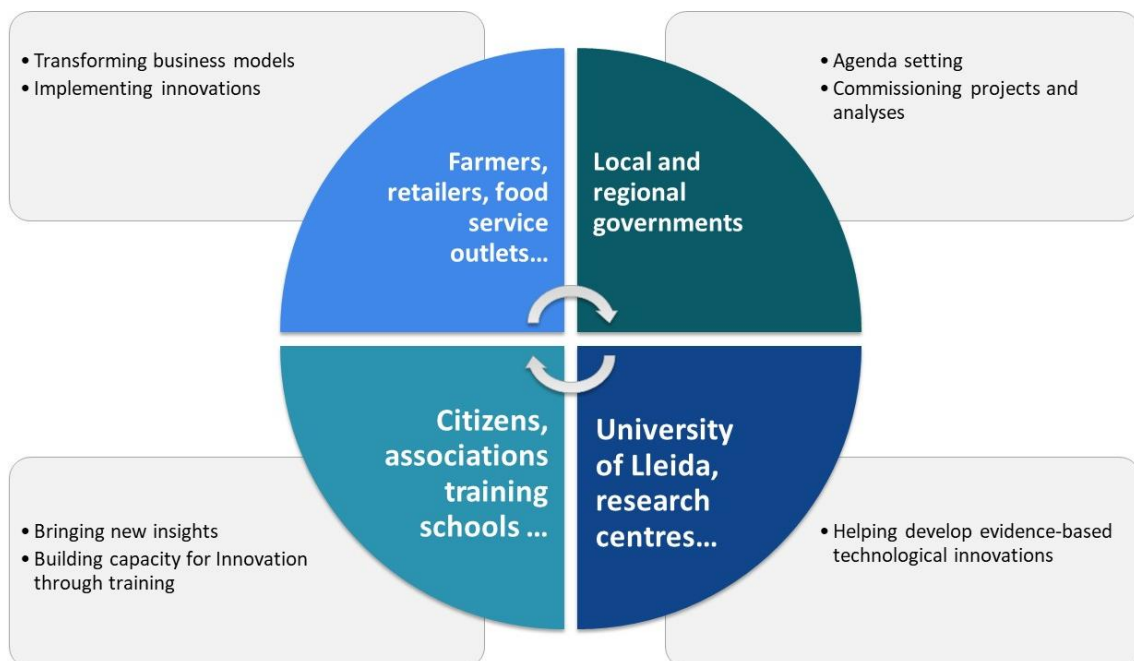 • Transforming business models
• Implementing innovations
Farmers,
retailers, food
service
outlets...
Local and
regional
governments
• Agenda setting
• Commissioning projects and
analyses
Citizens,
associations
training
schools ...
• Bringing new insights
• Building capacity for Innovation
through training
University
of Lleida,
research
centres...
• Helping develop evidence-based
technological innovations